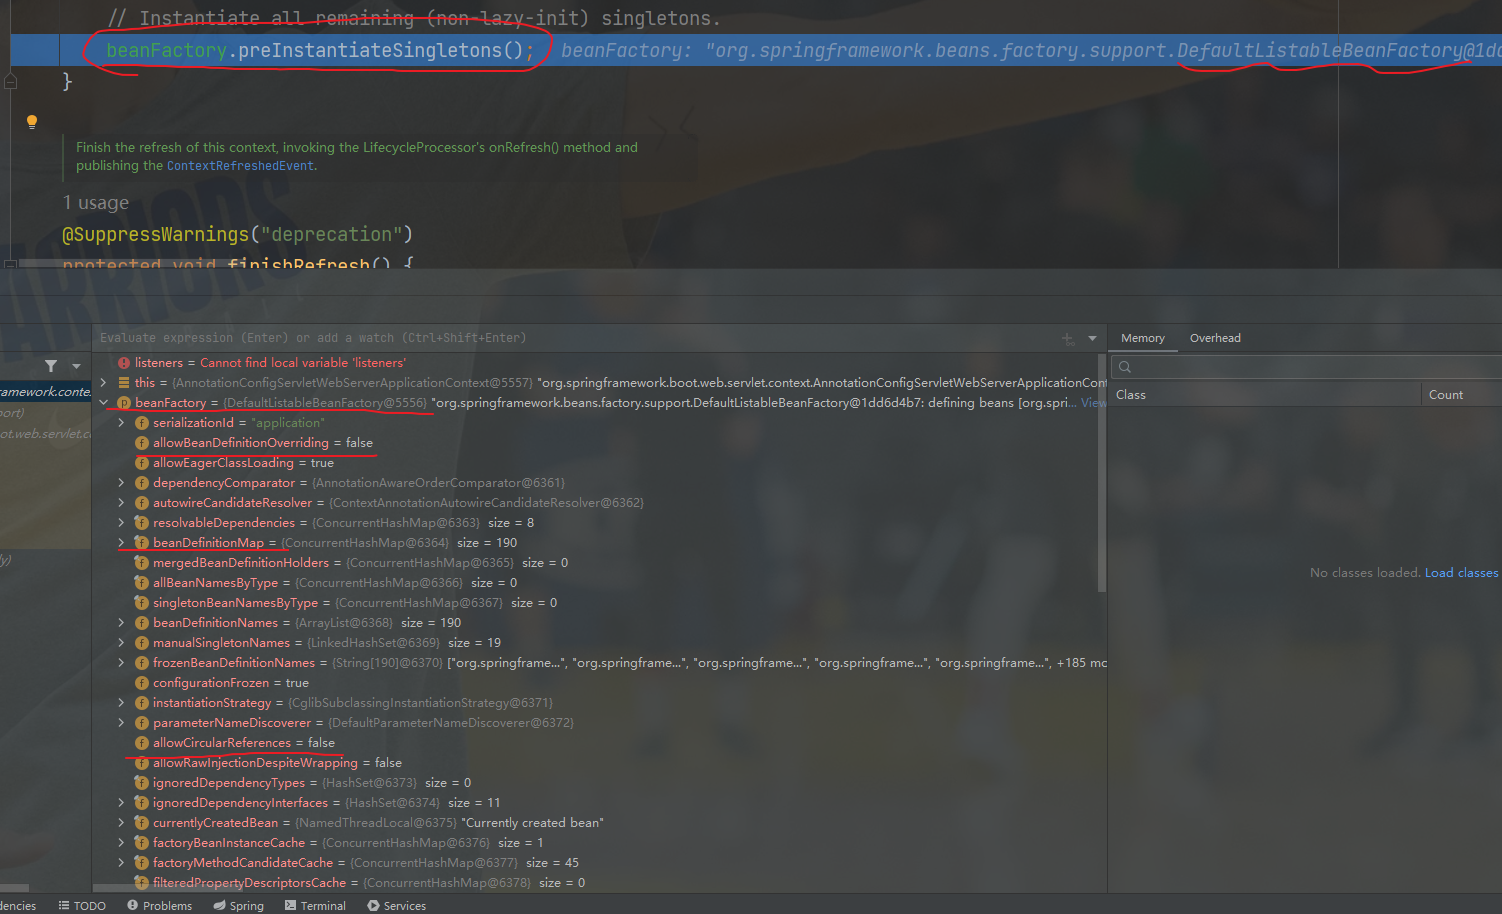 // Instantiate all remaining (non-lazy-init) singletons.
beanFactory.preInstantiateSingletons(); beanFactory: "org.springframework.beans.factory.support.DefaultListableBeanFactory@1dd
}
Finish the refresh of this context, invoking the LifecycleProcessor's onRefresh() method and
publishing the ContextRefreshedEvent.
1 usage
@SuppressWarnings("deprecation")
protected void finishRefresh() {
ARRIORS
Evaluate expression (Enter) or add a watch (Ctrl+Shift+Enter)
Memory Overhead
listeners = Cannot find local variable 'listeners'
this = {AnnotationConfigServletWebServerApplicationContext@5557} "org.springframework.boot.web.servlet.context.AnnotationConfigServletWebServerApplicationCont
beanFactory = {DefaultListableBeanFactory@5556} "org.springframework.beans.factory.support.DefaultListableBeanFactory@1dd6d4b7: defining beans [org.spri... View
serializationId = "application"
allowBeanDefinitionOverriding = false
allowEagerClassLoading = true
dependencyComparator = {AnnotationAwareOrderComparator@6361}
autowireCandidateResolver = {ContextAnnotationAutowireCandidateResolver@6362}
resolvableDependencies = {ConcurrentHashMap@6363} size = 8
beanDefinitionMap = {ConcurrentHashMap@6364} size = 190
mergedBeanDefinitionHolders = {ConcurrentHashMap@6365} size = 0
allBeanNamesByType = {ConcurrentHashMap@6366} size = 0
singletonBeanNamesByType = {ConcurrentHashMap@6367} size = 0
beanDefinitionNames = {ArrayList@6368} size = 190
manualSingletonNames = {LinkedHashSet@6369} size = 19
frozenBeanDefinitionNames = {String[190]@6370} ["org.springframe...", "org.springframe...", "org.springframe...", "org.springframe...", "org.springframe...", +185 mo
configurationFrozen = true
instantiationStrategy = {CglibSubclassingInstantiationStrategy@6371}
parameterNameDiscoverer = {DefaultParameterNameDiscoverer@6372}
allowCircularReferences = false
allowRawInjectionDespiteWrapping = false
ignoredDependencyTypes = {HashSet@6373} size = 0
ignoredDependencyInterfaces = {HashSet@6374} size = 11
currentlyCreatedBean = {NamedThreadLocal@6375} "Currently created bean"
factoryBeanInstanceCache = {ConcurrentHashMap@6376} size = 1
factoryMethodCandidateCache = {ConcurrentHashMap@6377} size = 45
filteredPropertyDescriptorsCache = {ConcurrentHashMap@6378} size = 0
ramework.conte
port)
ot.web.servlet.c
ly)
Class Count
No classes loaded. Load classes
dencies TODO Problems Spring Terminal Services